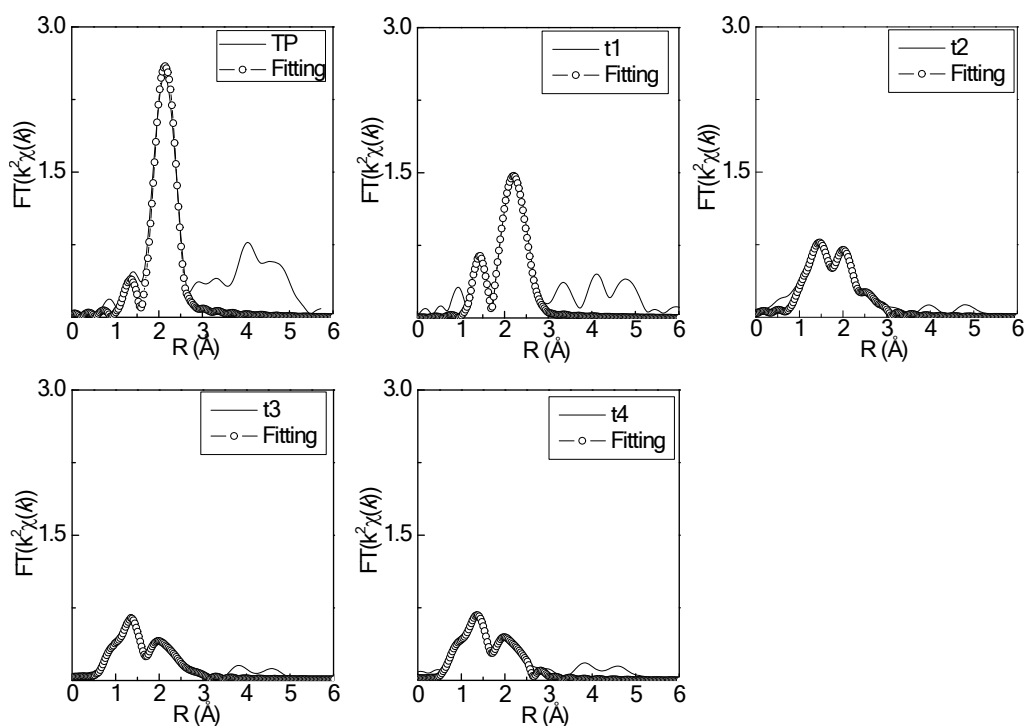 3.0
TP
Fitting
1.5
FT(k²χ(k))
0 1 2 3 4 5 6
R (Å)
3.0
t1
Fitting
1.5
FT(k²χ(k))
0 1 2 3 4 5 6
R (Å)
3.0
t2
Fitting
1.5
FT(k²χ(k))
0 1 2 3 4 5 6
R (Å)
3.0
t3
Fitting
1.5
FT(k²χ(k))
0 1 2 3 4 5 6
R (Å)
3.0
t4
Fitting
1.5
FT(k²χ(k))
0 1 2 3 4 5 6
R (Å)